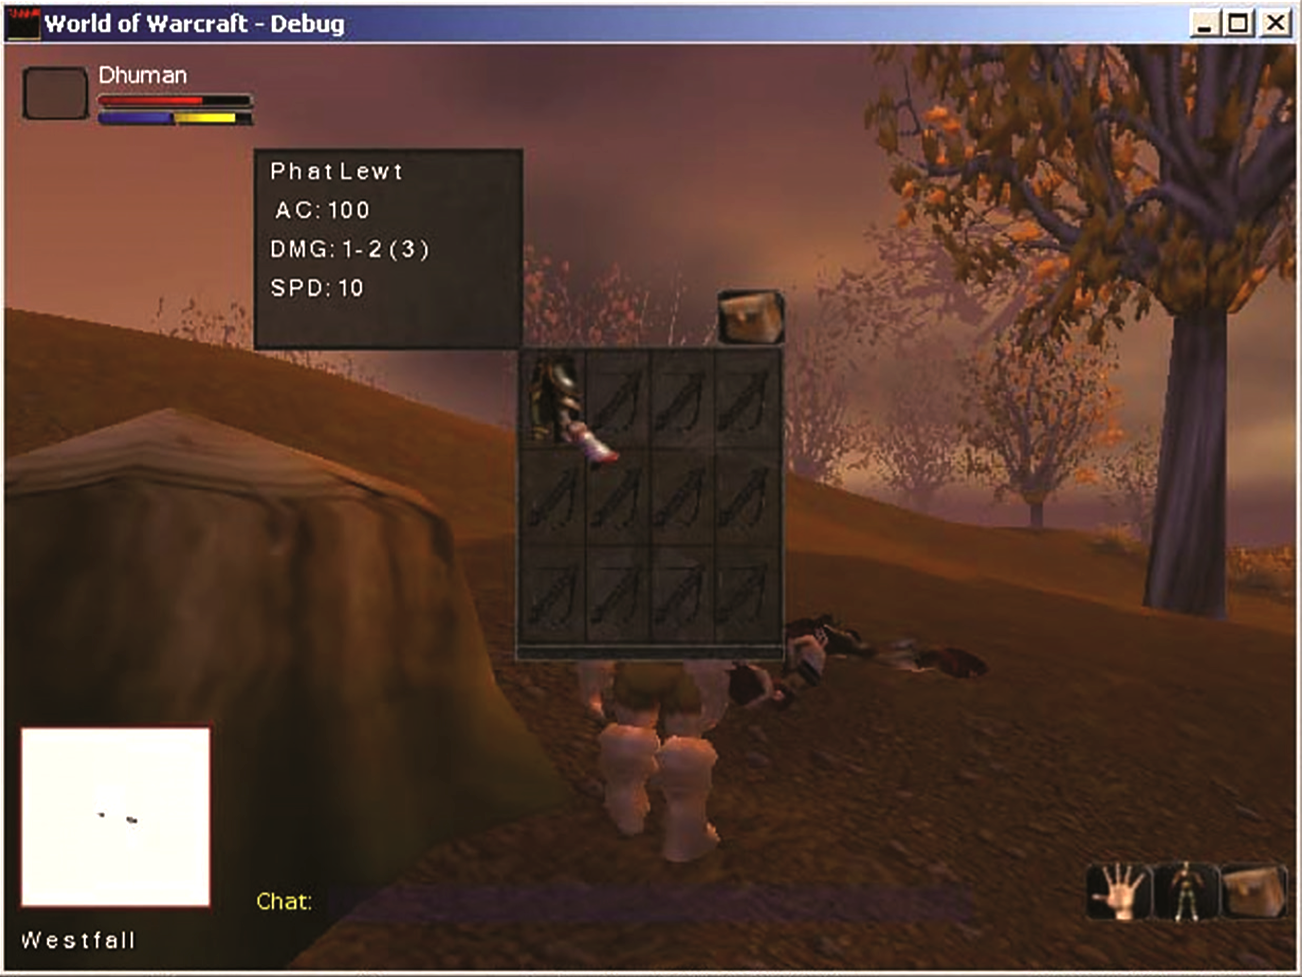 World of Warcraft - Debug
Dhuman
Phat Lewt
AC: 100
DMG: 1-2 (3)
SPD: 10
Chat:
Westfall